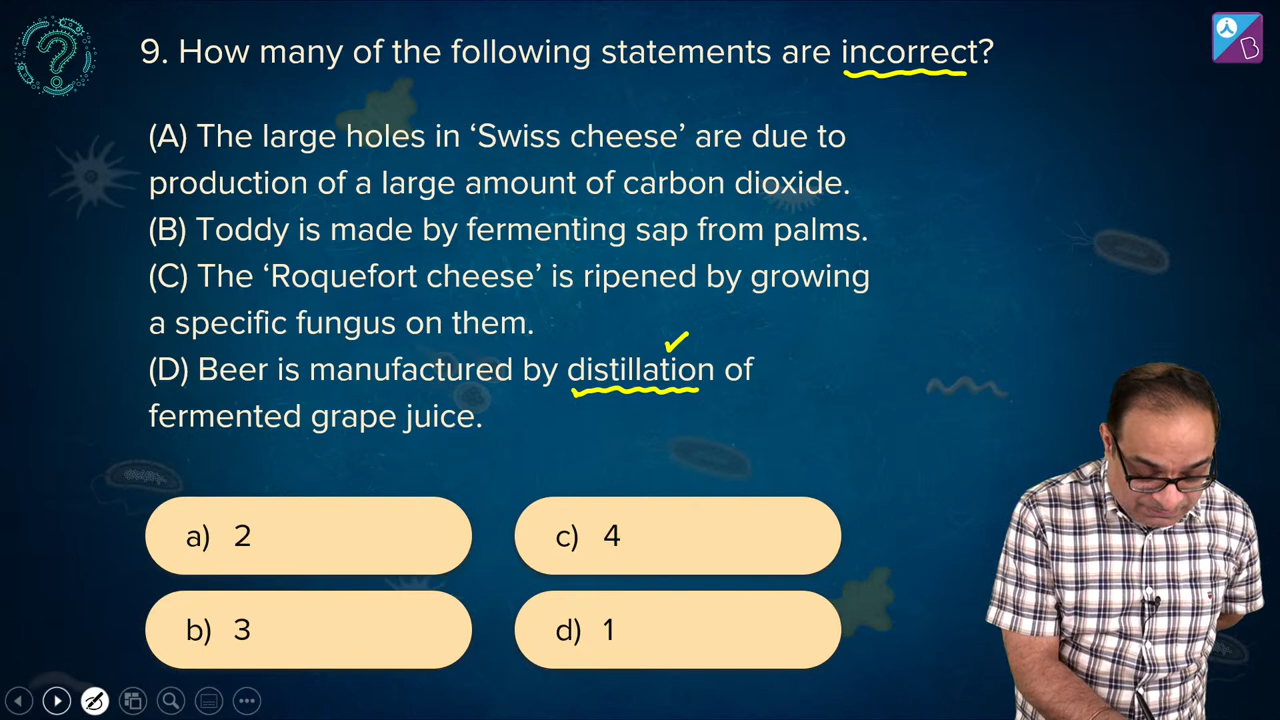 9. How many of the following statements are incorrect?
(A) The large holes in ‘Swiss cheese’ are due to
production of a large amount of carbon dioxide.
(B) Toddy is made by fermenting sap from palms.
(C) The ‘Roquefort cheese’ is ripened by growing
a specific fungus on them.
(D) Beer is manufactured by distillation of
fermented grape juice.
a) 2
c) 4
b) 3
d) 1
B